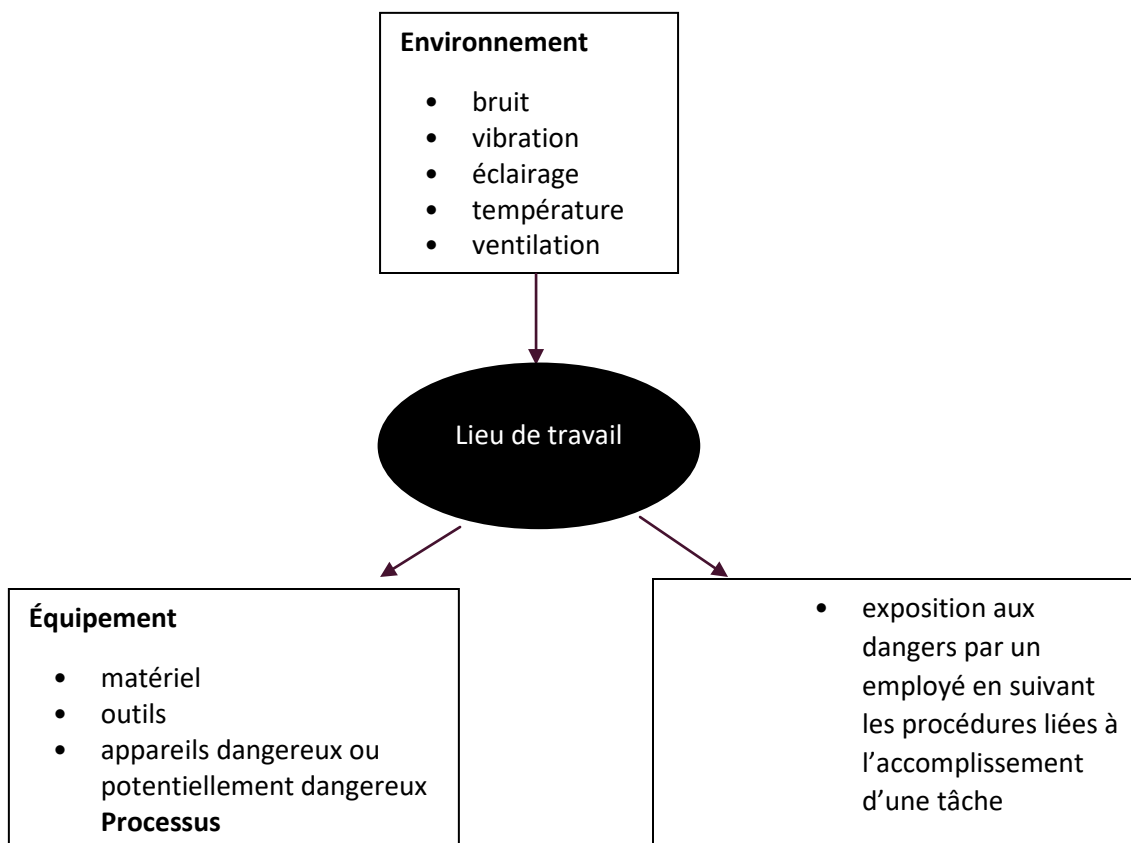 Environnement
• bruit
• vibration
• éclairage
• température
• ventilation
Lieu de travail
Équipement
• matériel
• outils
• appareils dangereux ou
potentiellement dangereux
Processus
• exposition aux
dangers par un
employé en suivant
les procédures liées à
l’accomplissement
d’une tâche